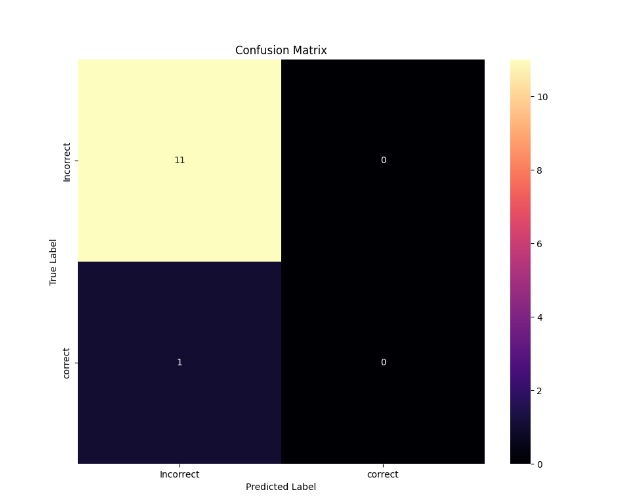 Confusion Matrix
Incorrect
11
0
10
8
6
True Label
4
correct
1
0
2
0
Incorrect
correct
Predicted Label